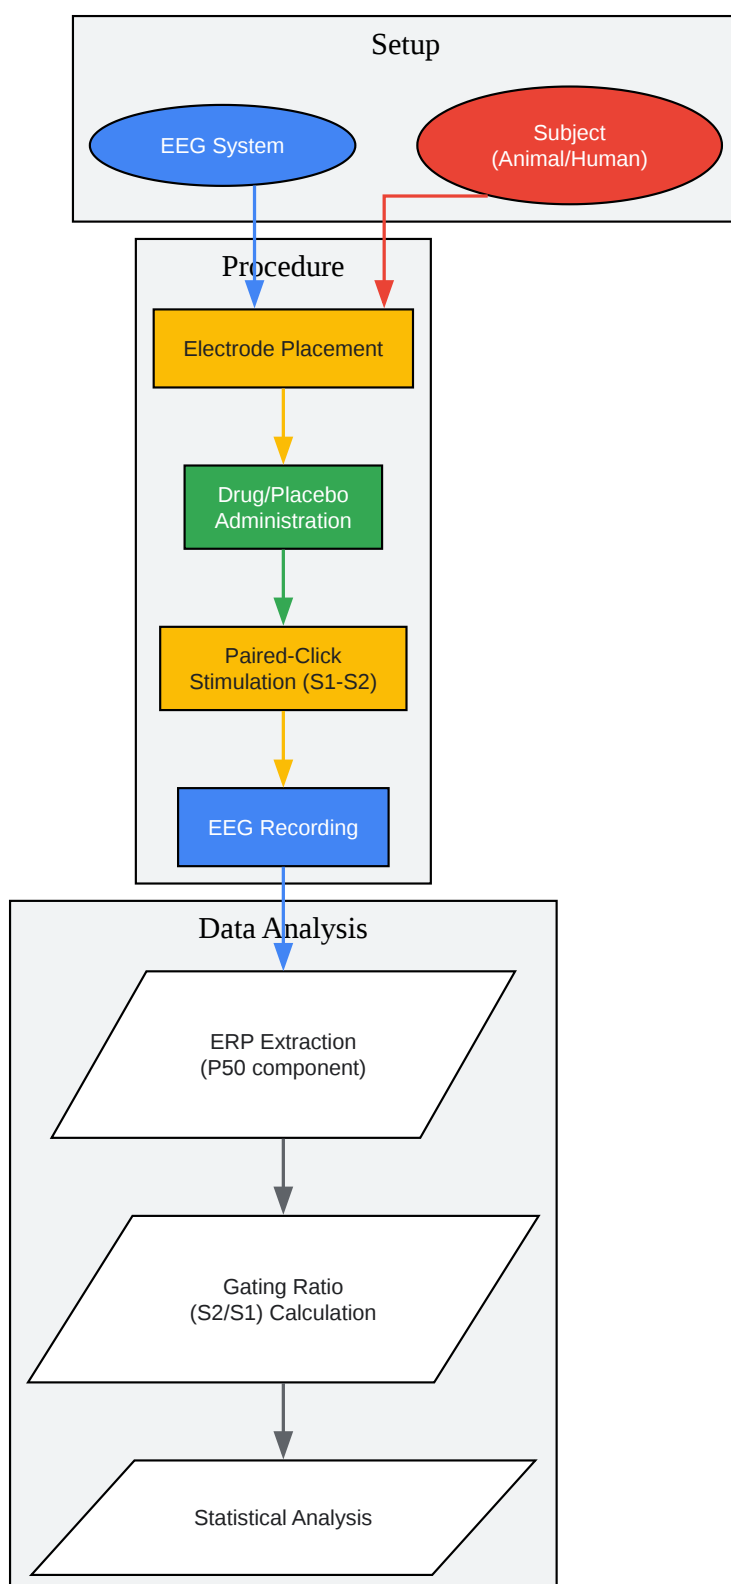 Setup
EEG System
Subject
(Animal/Human)
Procedure
Electrode Placement
Drug/Placebo
Administration
Paired-Click
Stimulation (S1-S2)
EEG Recording
Data Analysis
ERP Extraction
(P50 component)
Gating Ratio
(S2/S1) Calculation
Statistical Analysis